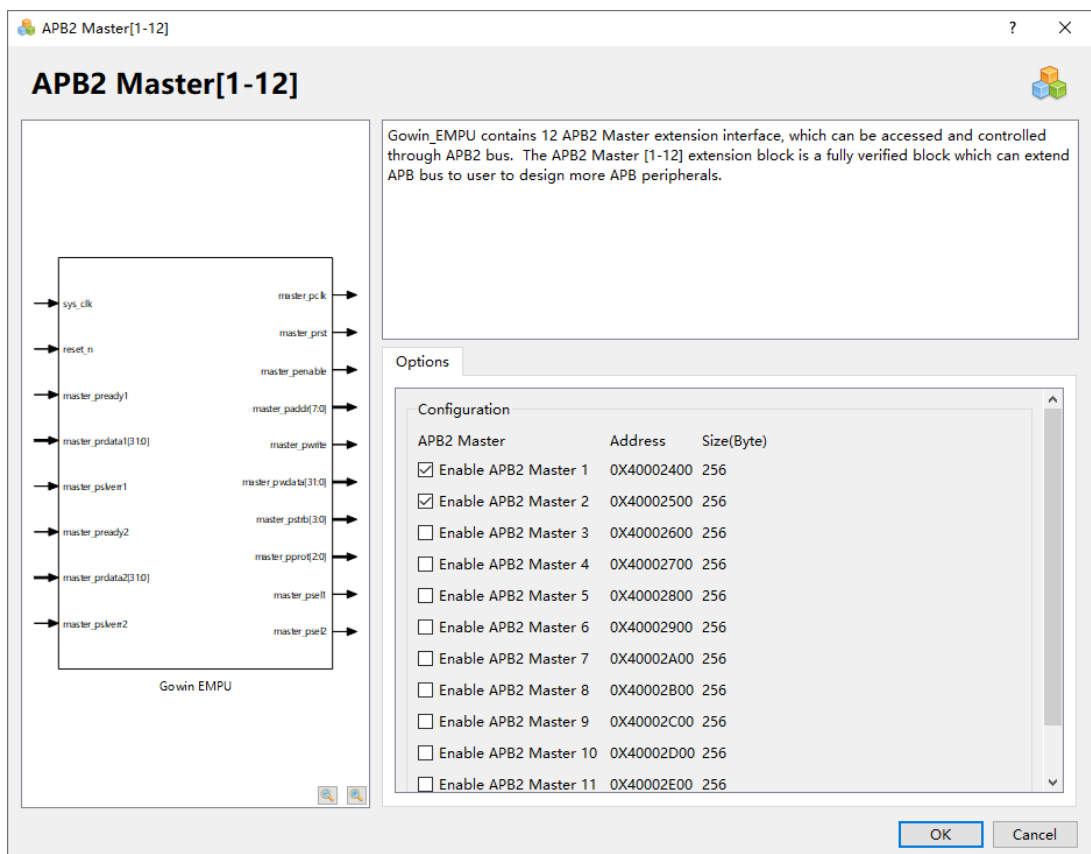 APB2 Master[1-12]
?
APB2 Master[1-12]
Gowin_EMPU contains 12 APB2 Master extension interface, which can be accessed and controlled
through APB2 bus.  The APB2 Master [1-12] extension block is a fully verified block which can extend
APB bus to user to design more APB peripherals.
sys_clk
reset_n
master_pready1
master_prdata1[31:0]
master_pslverr1
master_pready2
master_prdata2[31:0]
master_pslverr2
master_pclk
master_prst
master_penable
master_paddr[7:0]
master_pwrite
master_pwdata[31:0]
master_pstrb[3:0]
master_pprot[2:0]
master_psel1
master_psel2
Gowin EMPU
Options
Configuration
APB2 Master Address Size(Byte)
Enable APB2 Master 1 0X40002400 256
Enable APB2 Master 2 0X40002500 256
Enable APB2 Master 3 0X40002600 256
Enable APB2 Master 4 0X40002700 256
Enable APB2 Master 5 0X40002800 256
Enable APB2 Master 6 0X40002900 256
Enable APB2 Master 7 0X40002A00 256
Enable APB2 Master 8 0X40002B00 256
Enable APB2 Master 9 0X40002C00 256
Enable APB2 Master 10 0X40002D00 256
Enable APB2 Master 11 0X40002E00 256
OK
Cancel